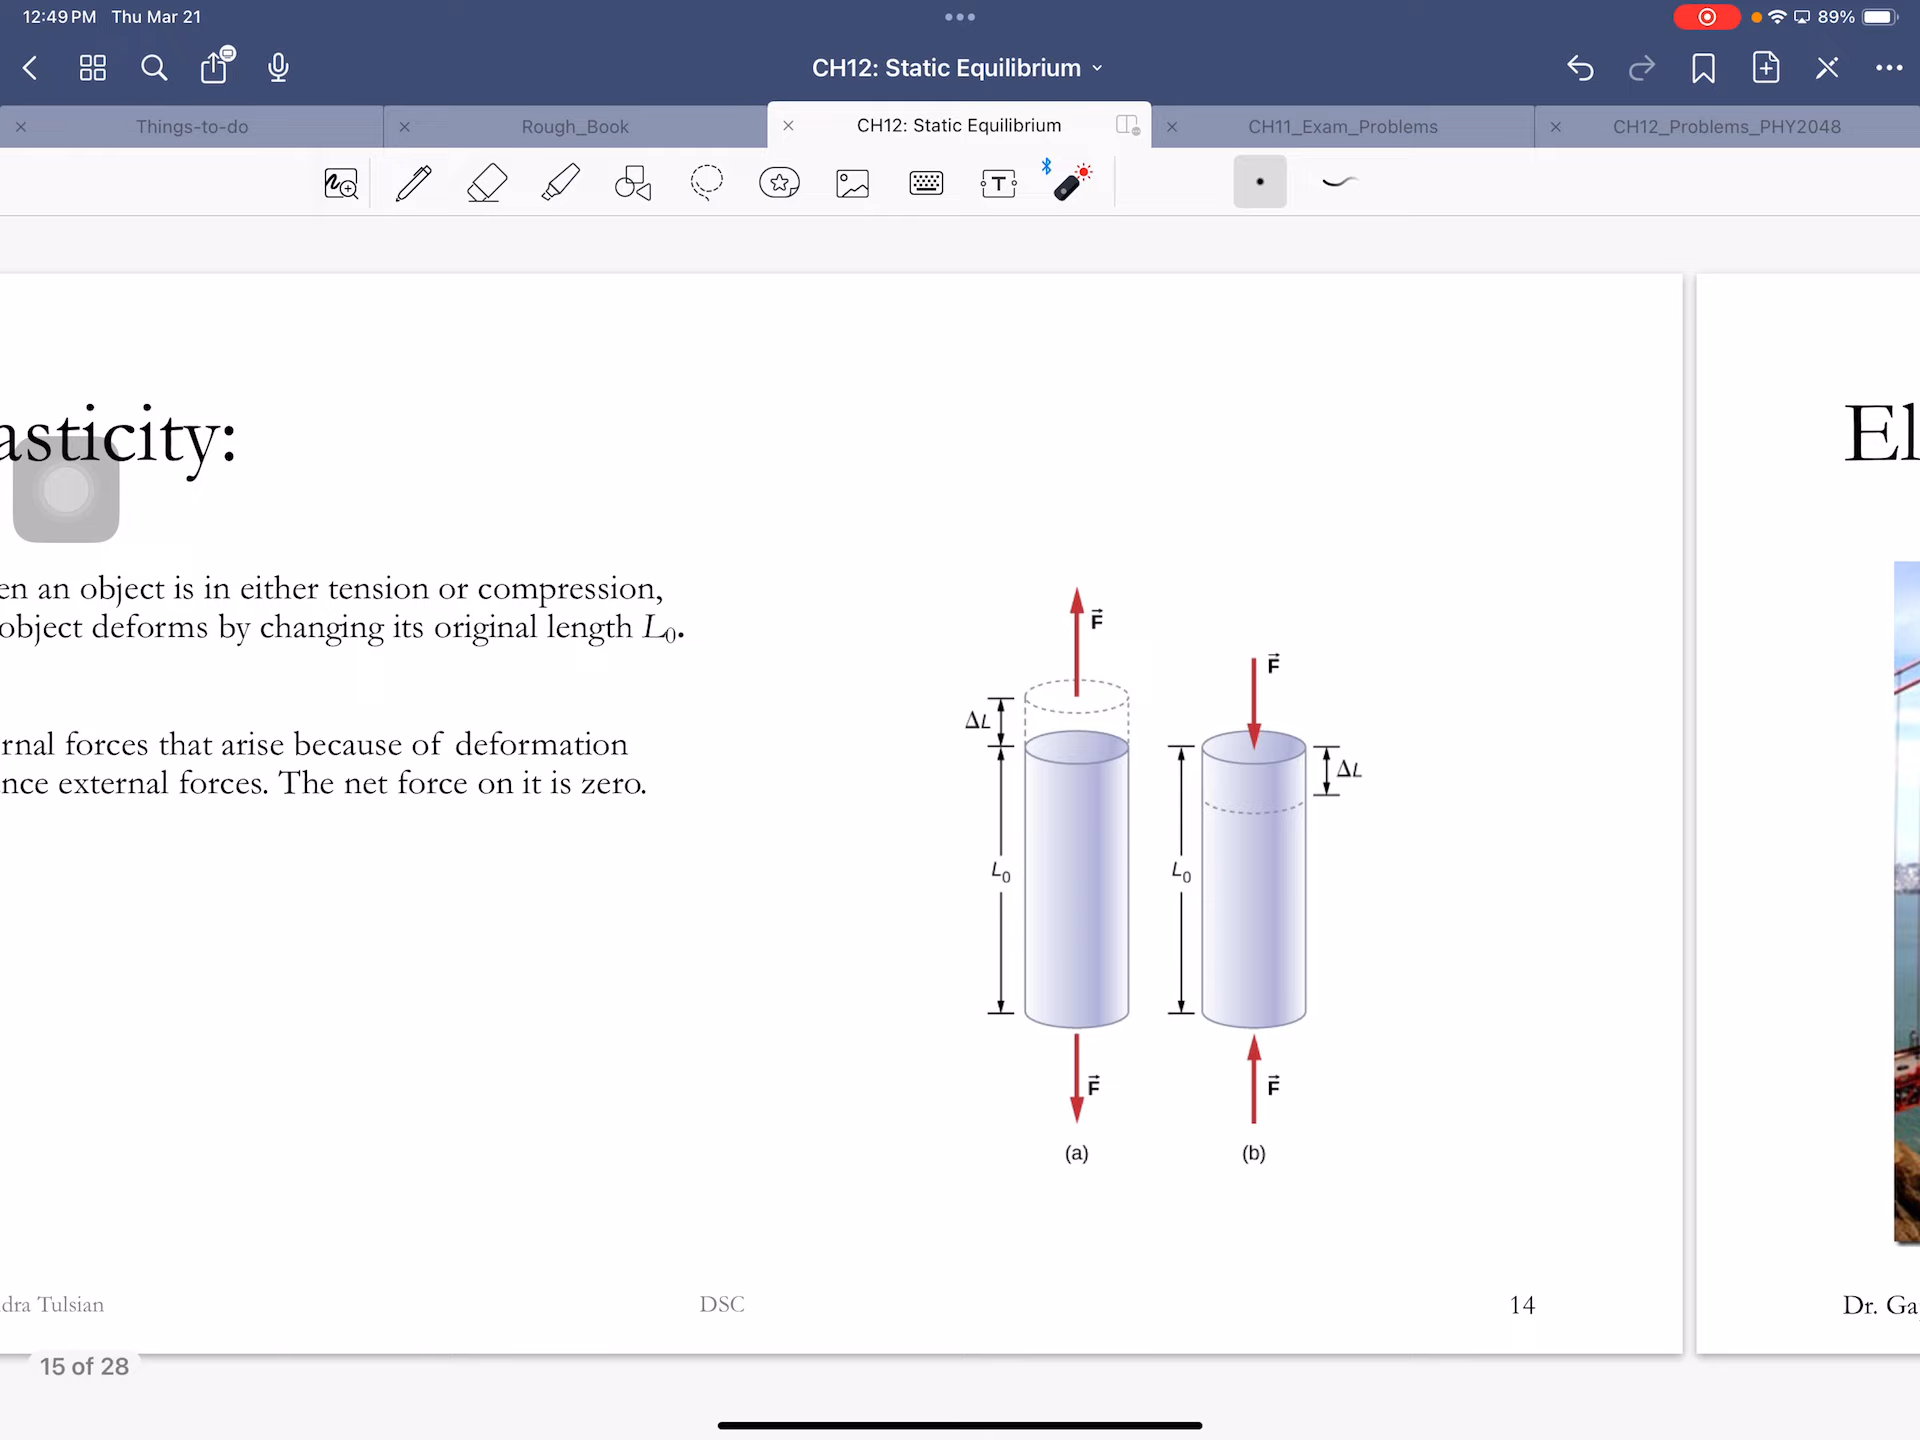 12:49 PM Thu Mar 21
89%
CH12: Static Equilibrium
Things-to-do
Rough_Book
CH12: Static Equilibrium
CH11_Exam_Problems
CH12_Problems_PHY2048
T
asticity:
El
en an object is in either tension or compression,
object deforms by changing its original length L₀.
rnal forces that arise because of deformation
nce external forces. The net force on it is zero.
F⃗
F⃗
ΔL
ΔL
L₀
L₀
F⃗
F⃗
(a)
(b)
dra Tulsian
DSC
14
Dr. Ga
15 of 28